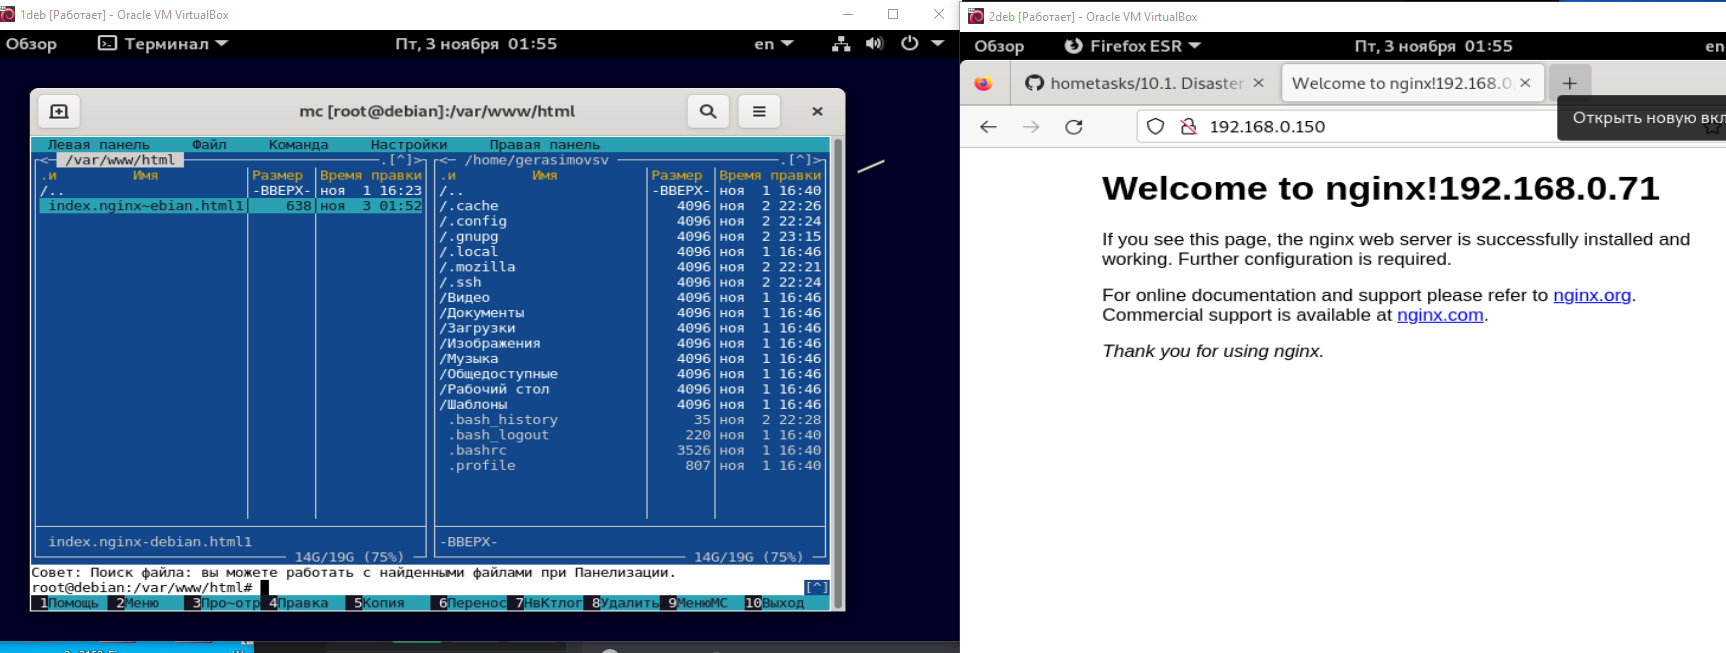 1deb [Работает] - Oracle VM VirtualBox
Обзор Терминал Пт, 3 ноября 01:55 en
mc [root@debian]:/var/www/html
Левая панель Файл Команда Настройки Правая панель
<— /var/www/html .[^]>
.и Имя Размер Время правки
/.. -ВВЕРХ- ноя 1 16:23
index.nginx~ebian.html1 638 ноя 3 01:52
index.nginx-debian.html1
14G/19G (75%)
<— /home/gerasimovsv .[^]>
.и Имя Размер Время правки
/.. -ВВЕРХ- ноя 1 16:40
/.cache 4096 ноя 2 22:26
/.config 4096 ноя 2 22:24
/.gnupg 4096 ноя 2 23:15
/.local 4096 ноя 1 16:46
/.mozilla 4096 ноя 2 22:21
/.ssh 4096 ноя 2 22:24
/Видео 4096 ноя 1 16:46
/Документы 4096 ноя 1 16:46
/Загрузки 4096 ноя 1 16:46
/Изображения 4096 ноя 1 16:46
/Музыка 4096 ноя 1 16:46
/Общедоступные 4096 ноя 1 16:46
/Рабочий стол 4096 ноя 1 16:46
/Шаблоны 4096 ноя 1 16:46
.bash_history 35 ноя 2 22:28
.bash_logout 220 ноя 1 16:40
.bashrc 3526 ноя 1 16:40
.profile 807 ноя 1 16:40
-ВВЕРХ-
14G/19G (75%)
Совет: Поиск файла: вы можете работать с найденными файлами при Панелизации.
root@debian:/var/www/html# [^]
1Помощь 2Меню 3Про~отр 4Правка 5Копия 6Перенос 7НвКтлог 8Удалить 9МенюМС 10Выход
2deb [Работает] - Oracle VM VirtualBox
Обзор Firefox ESR Пт, 3 ноября 01:55 en
hometasks/10.1. Disaster Welcome to nginx!192.168.0
Открыть новую вкл
192.168.0.150
Welcome to nginx!192.168.0.71
If you see this page, the nginx web server is successfully installed and
working. Further configuration is required.
For online documentation and support please refer to nginx.org.
Commercial support is available at nginx.com.
Thank you for using nginx.